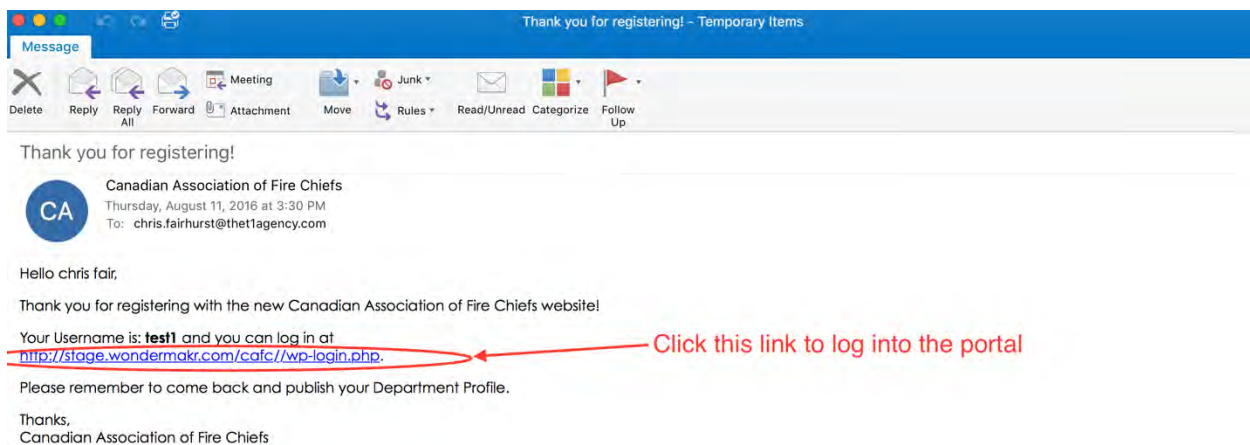 Thank you for registering! - Temporary Items
Message
Delete
Reply
Reply All
Forward
Meeting
Attachment
Move
Junk
Rules
Read/Unread
Categorize
Follow Up
Thank you for registering!
CA
Canadian Association of Fire Chiefs
Thursday, August 11, 2016 at 3:30 PM
To: chris.fairhurst@thet1agency.com
Hello chris fair,
Thank you for registering with the new Canadian Association of Fire Chiefs website!
Your Username is: test1 and you can log in at
http://stage.wondermakr.com/cafc//wp-login.php.
Click this link to log into the portal
Please remember to come back and publish your Department Profile.
Thanks,
Canadian Association of Fire Chiefs